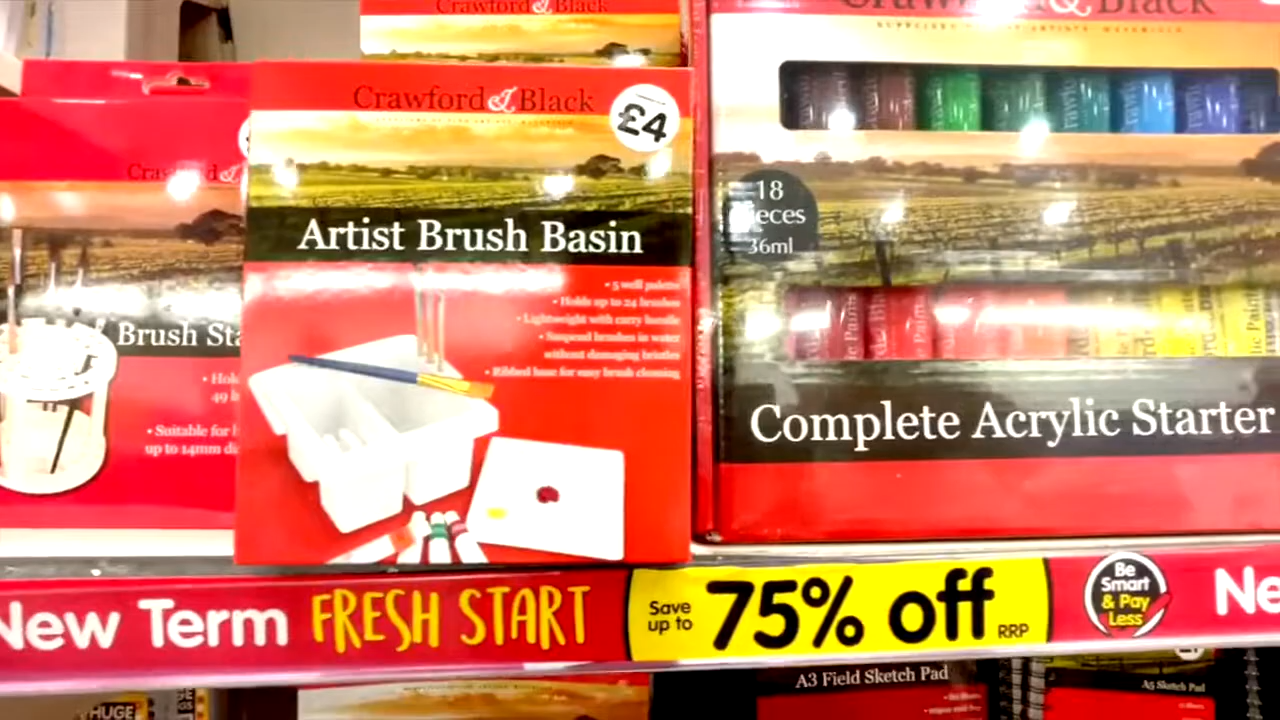 Crawford & Black
Crawford & Black
Crawford & Black
£4
Artist Brush Basin
• 5 well palette
• Holds up to 24 brushes
• Lightweight with carry handle
• Suspend brushes in water
without damaging bristles
• Ribbed base for easy brush cleaning
Brush
• Suitable for
up to 14mm
18
36ml
Complete Acrylic Starter
New Term FRESH START
Save
up to
75% off
RRP
Be
Smart
& Pay
Less
A3 Field Sketch Pad
A5 Sketch Pad
HUGE